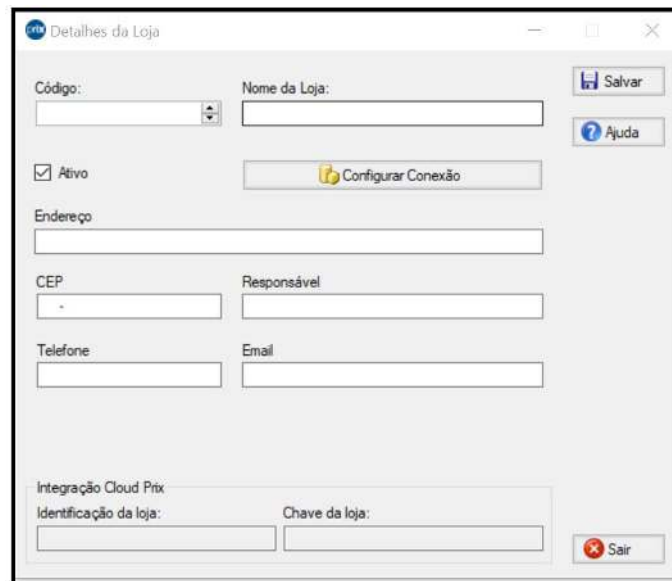 prix Detalhes da Loja
Código: Nome da Loja: Salvar
Ajuda
Ativo Configurar Conexão
Endereço
CEP Responsável
-
Telefone Email
Integração Cloud Prix
Identificação da loja: Chave da loja:
Sair